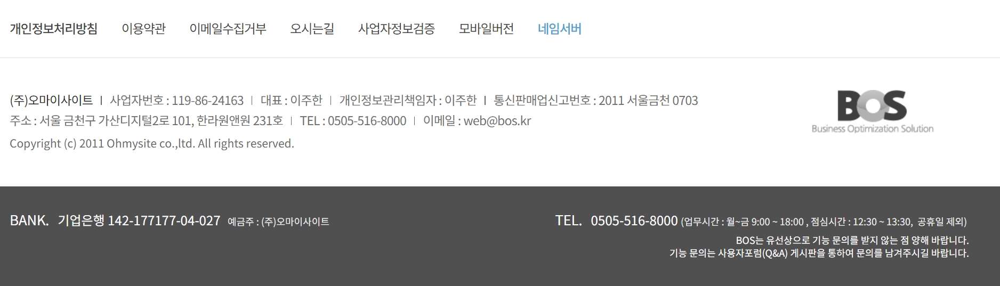 개인정보처리방침 이용약관 이메일수집거부 오시는길 사업자정보검증 모바일버전 네임서버
(주)오마이사이트 | 사업자번호 : 119-86-24163 | 대표 : 이주한 | 개인정보관리책임자 : 이주한 | 통신판매업신고번호 : 2011 서울금천 0703
주소 : 서울 금천구 가산디지털2로 101, 한라원앤원 231호 | TEL : 0505-516-8000 | 이메일 : web@bos.kr
Copyright (c) 2011 Ohmysite co.,ltd. All rights reserved.
BOS
Business Optimization Solution
BANK. 기업은행 142-177177-04-027 예금주 : (주)오마이사이트
TEL. 0505-516-8000 (업무시간 : 월~금 9:00 ~ 18:00 , 점심시간 : 12:30 ~ 13:30, 공휴일 제외)
BOS는 유선상으로 기능 문의를 받지 않는 점 양해 바랍니다.
기능 문의는 사용자포럼(Q&A) 게시판을 통하여 문의를 남겨주시길 바랍니다.